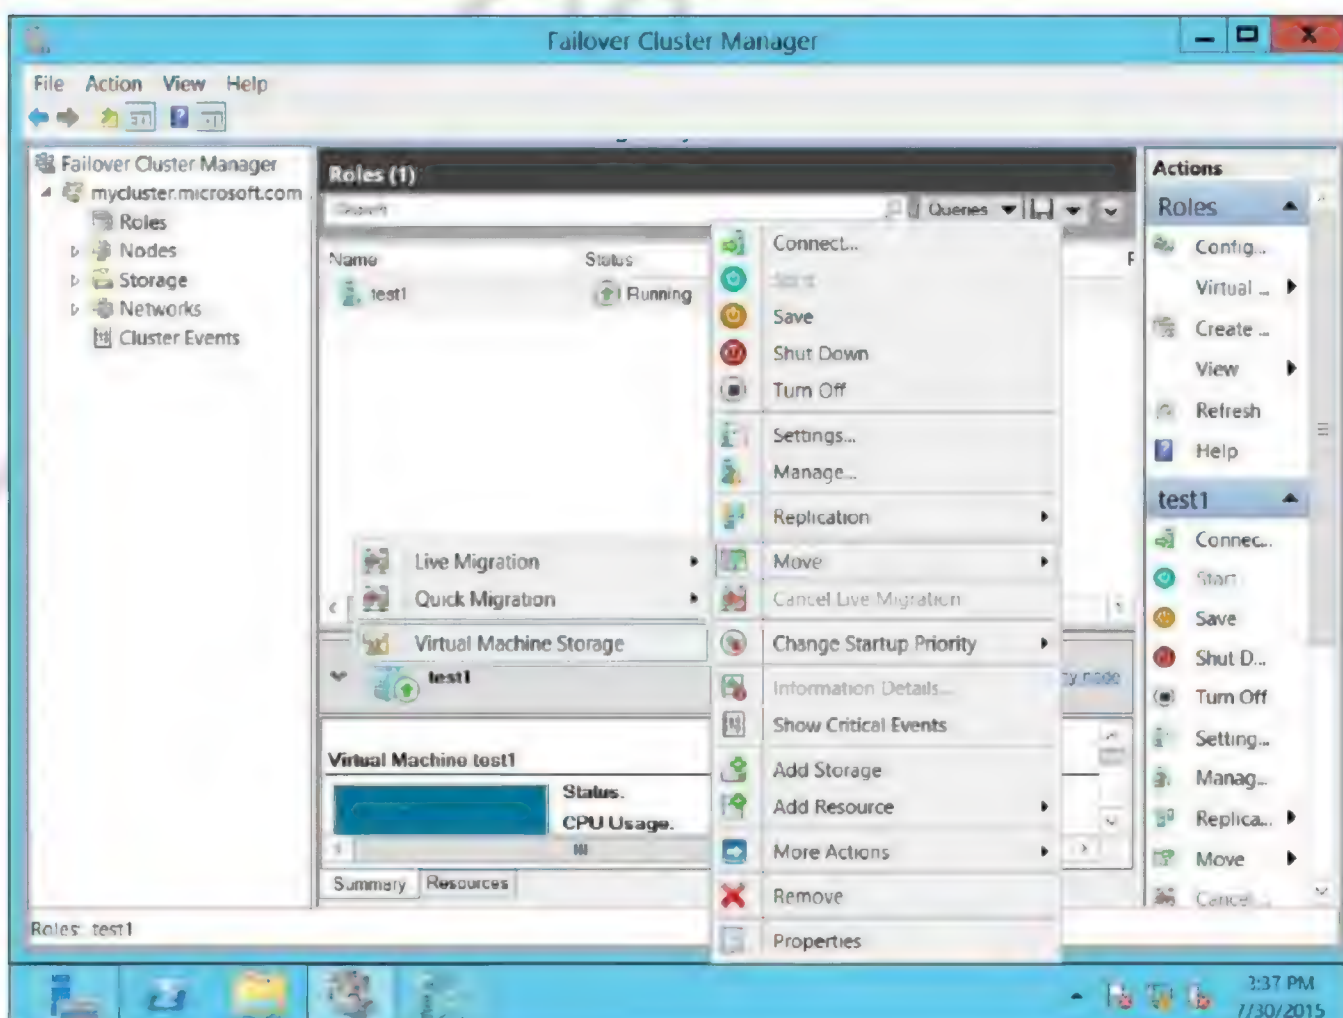 Failover Cluster Manager
File Action View Help
Failover Cluster Manager
mycluster.microsoft.com
Roles
Nodes
Storage
Networks
Cluster Events
Roles (1)
Search
Queries
Name Status
test1 Running
Connect...
Start
Save
Shut Down
Turn Off
Settings...
Manage...
Replication
Move
Cancel Live Migration
Change Startup Priority
Information Details...
Show Critical Events
Add Storage
Add Resource
More Actions
Remove
Properties
Live Migration
Quick Migration
Virtual Machine Storage
test1
node
Virtual Machine test1
Status.
CPU Usage.
Summary Resources
Actions
Roles
Config...
Virtual ...
Create ...
View
Refresh
Help
test1
Connec...
Start
Save
Shut D...
Turn Off
Setting...
Manag...
Replica...
Move
Cancel ...
Roles: test1
3:37 PM
7/30/2015